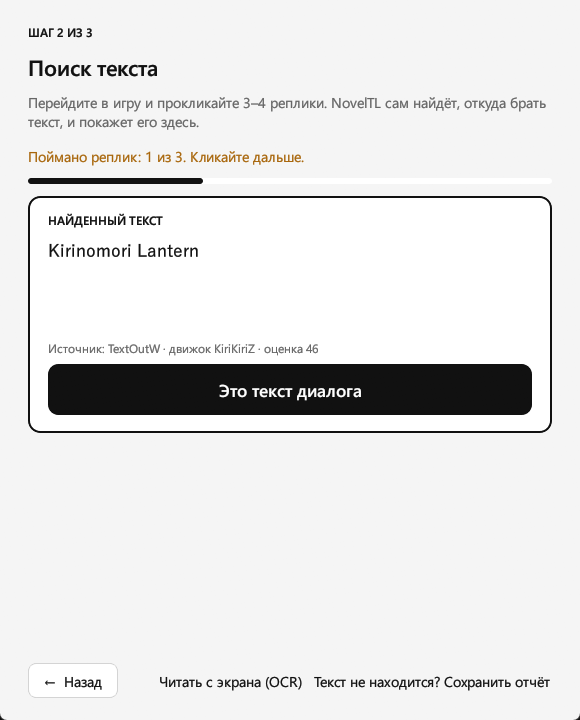 ШАГ 2 ИЗ 3
Поиск текста
Перейдите в игру и прокликайте 3–4 реплики. NovelTL сам найдёт, откуда брать
текст, и покажет его здесь.
Поймано реплик: 1 из 3. Кликайте дальше.
НАЙДЕННЫЙ ТЕКСТ
Kirinomori Lantern
Источник: TextOutW · движок KiriKiriZ · оценка 46
Это текст диалога
← Назад
Читать с экрана (OCR)
Текст не находится? Сохранить отчёт